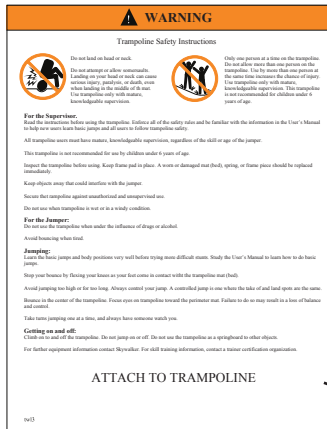 WARNING
Trampoline Safety Instructions
Do not land on head or neck.
Do not attempt or allow somersaults.
Landing on your head or neck can cause
serious injury, paralysis, or death, even
when landing in the middle of th mat.
Use trampoline only with mature,
knowledgeable supervision.
Only one person at a time on the trampoline.
Do not allow more than one person on the
trampoline. Use by more than one person at
the same time increases the chance of injury.
Use trampoline only with mature,
knowledgeable supervision. This trampoline
is not recommended for children under 6
years of age.
For the Supervisor.
Read the instructions before using the trampoline. Enforce all of the safety rules and be familiar with the information in the User's Manual
to help new users learn basic jumps and all users to follow trampoline safety.
All trampoline users must have mature, knowledgeable supervision, regardless of the skill or age of the jumper.
This trampoline is not recommended for use by children under 6 years of age.
Inspect the trampoline before using. Keep frame pad in place. A worn or damaged mat (bed), spring, or frame piece should be replaced
immediately.
Keep objects away that could interfere with the jumper.
Secure the trampoline against unauthorized and unsupervised use.
Do not use trampoline when it is wet or in a windy condition.
For the Jumper:
Do not use the trampoline when under the influence of drugs or alcohol.
Avoid bouncing when tired.
Jumping:
Learn the basic jumps and body positions very well before trying more difficult stunts. Study the User's Manual to learn how to do basic
jumps.
Stop your bounce by flexing your knees as your feet come in contact with the trampoline mat (bed).
Avoid jumping too high or for too long. Always control your jump. A controlled jump is one where the take of and land spots are the same.
Bounce in the center of the trampoline. Focus eyes on trampoline toward the perimeter mat. Failure to do so may result in a loss of balance
and control.
Take turns jumping one at a time, and always have someone watch you.
Getting on and off:
Climb on to and off the trampoline. Do not jump on or off. Do not use the trampoline as a springboard to other objects.
For further equipment information contact Skywalker. For skill training information, contact a trainer certification organization.
ATTACH TO TRAMPOLINE